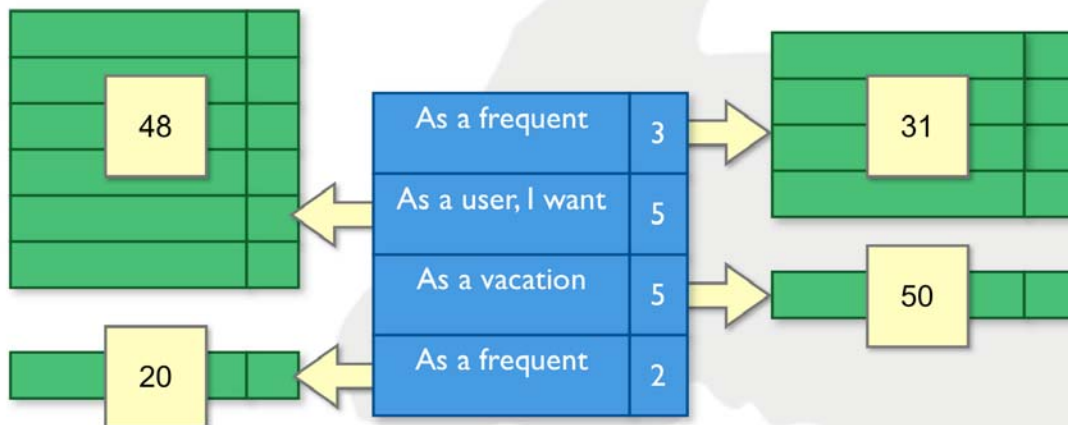 48
As a frequent 3
31
As a user, I want 5
As a vacation 5
50
As a frequent 2
20